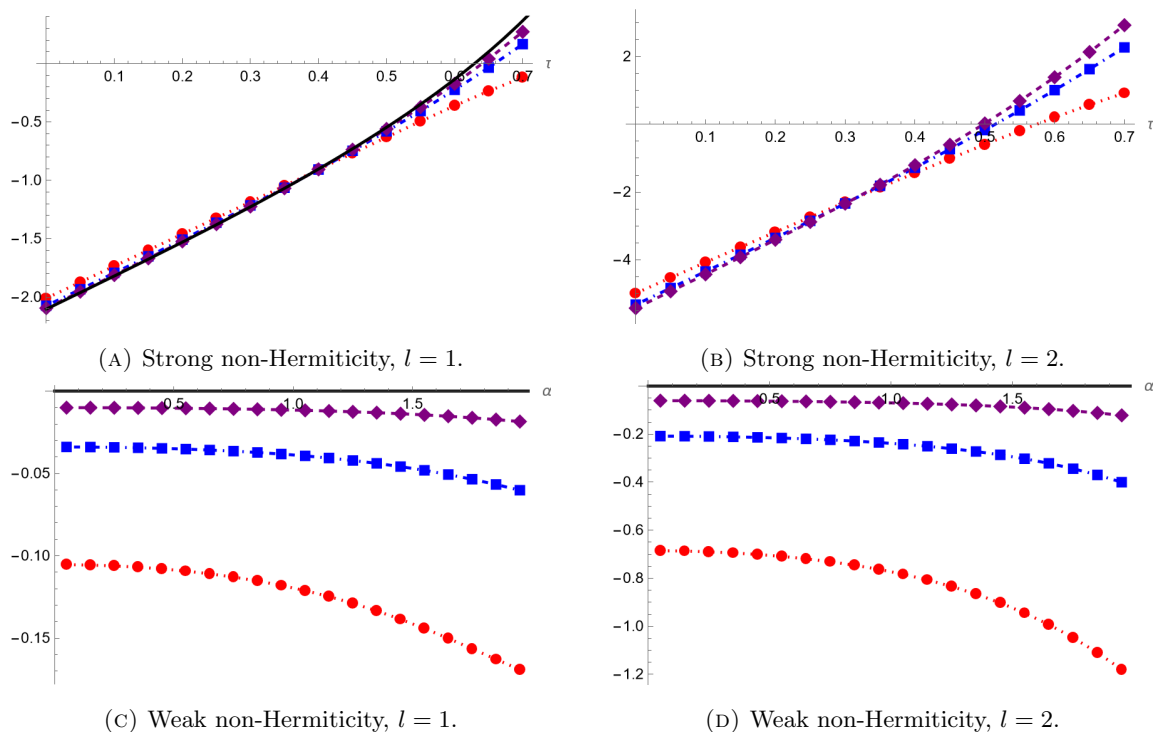 0.1 0.2 0.3 0.4 0.5 0.6 0.7 τ
−0.5
−1.0
−1.5
−2.0
2
0.1 0.2 0.3 0.4 0.5 0.6 0.7 τ
−2
−4
(A) Strong non-Hermiticity, l = 1.
(B) Strong non-Hermiticity, l = 2.
0.5 1.0 1.5 α
−0.05
−0.10
−0.15
0.5 1.0 1.5 α
−0.2
−0.4
−0.6
−0.8
−1.0
−1.2
(C) Weak non-Hermiticity, l = 1.
(D) Weak non-Hermiticity, l = 2.